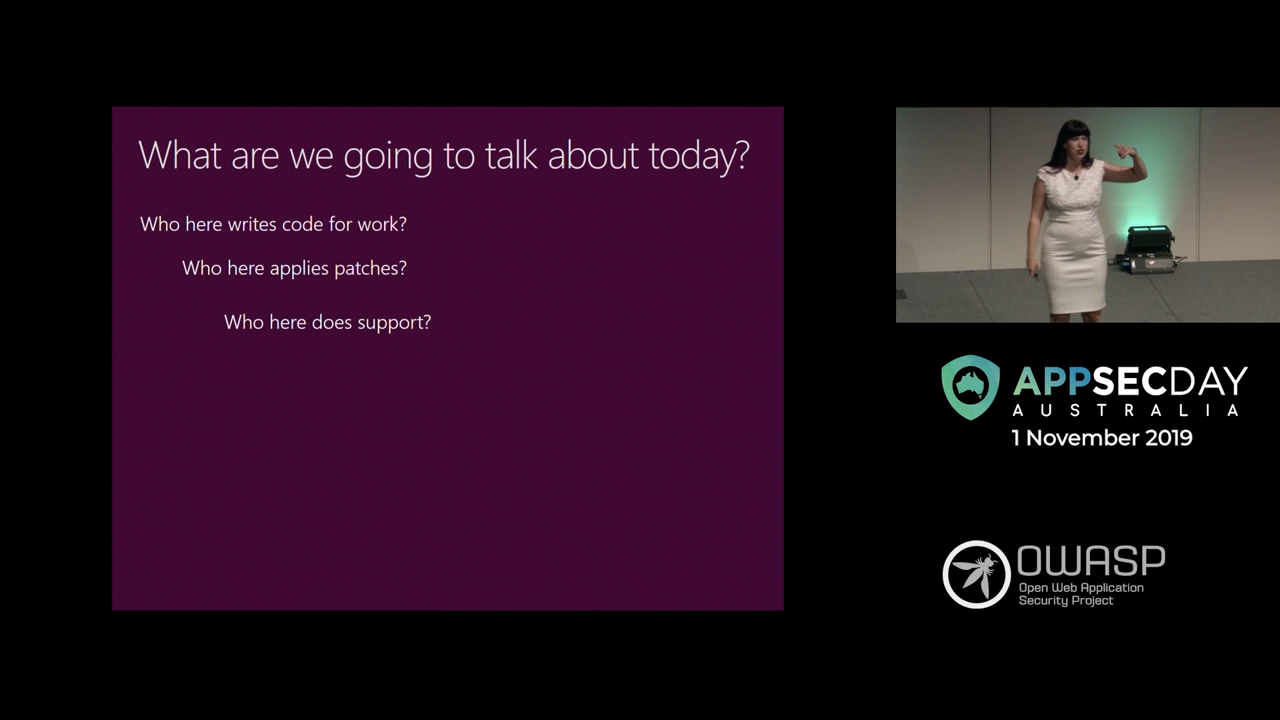 What are we going to talk about today?
Who here writes code for work?
Who here applies patches?
Who here does support?
APPSECDAY
AUSTRALIA
1 November 2019
OWASP
Open Web Application
Security Project